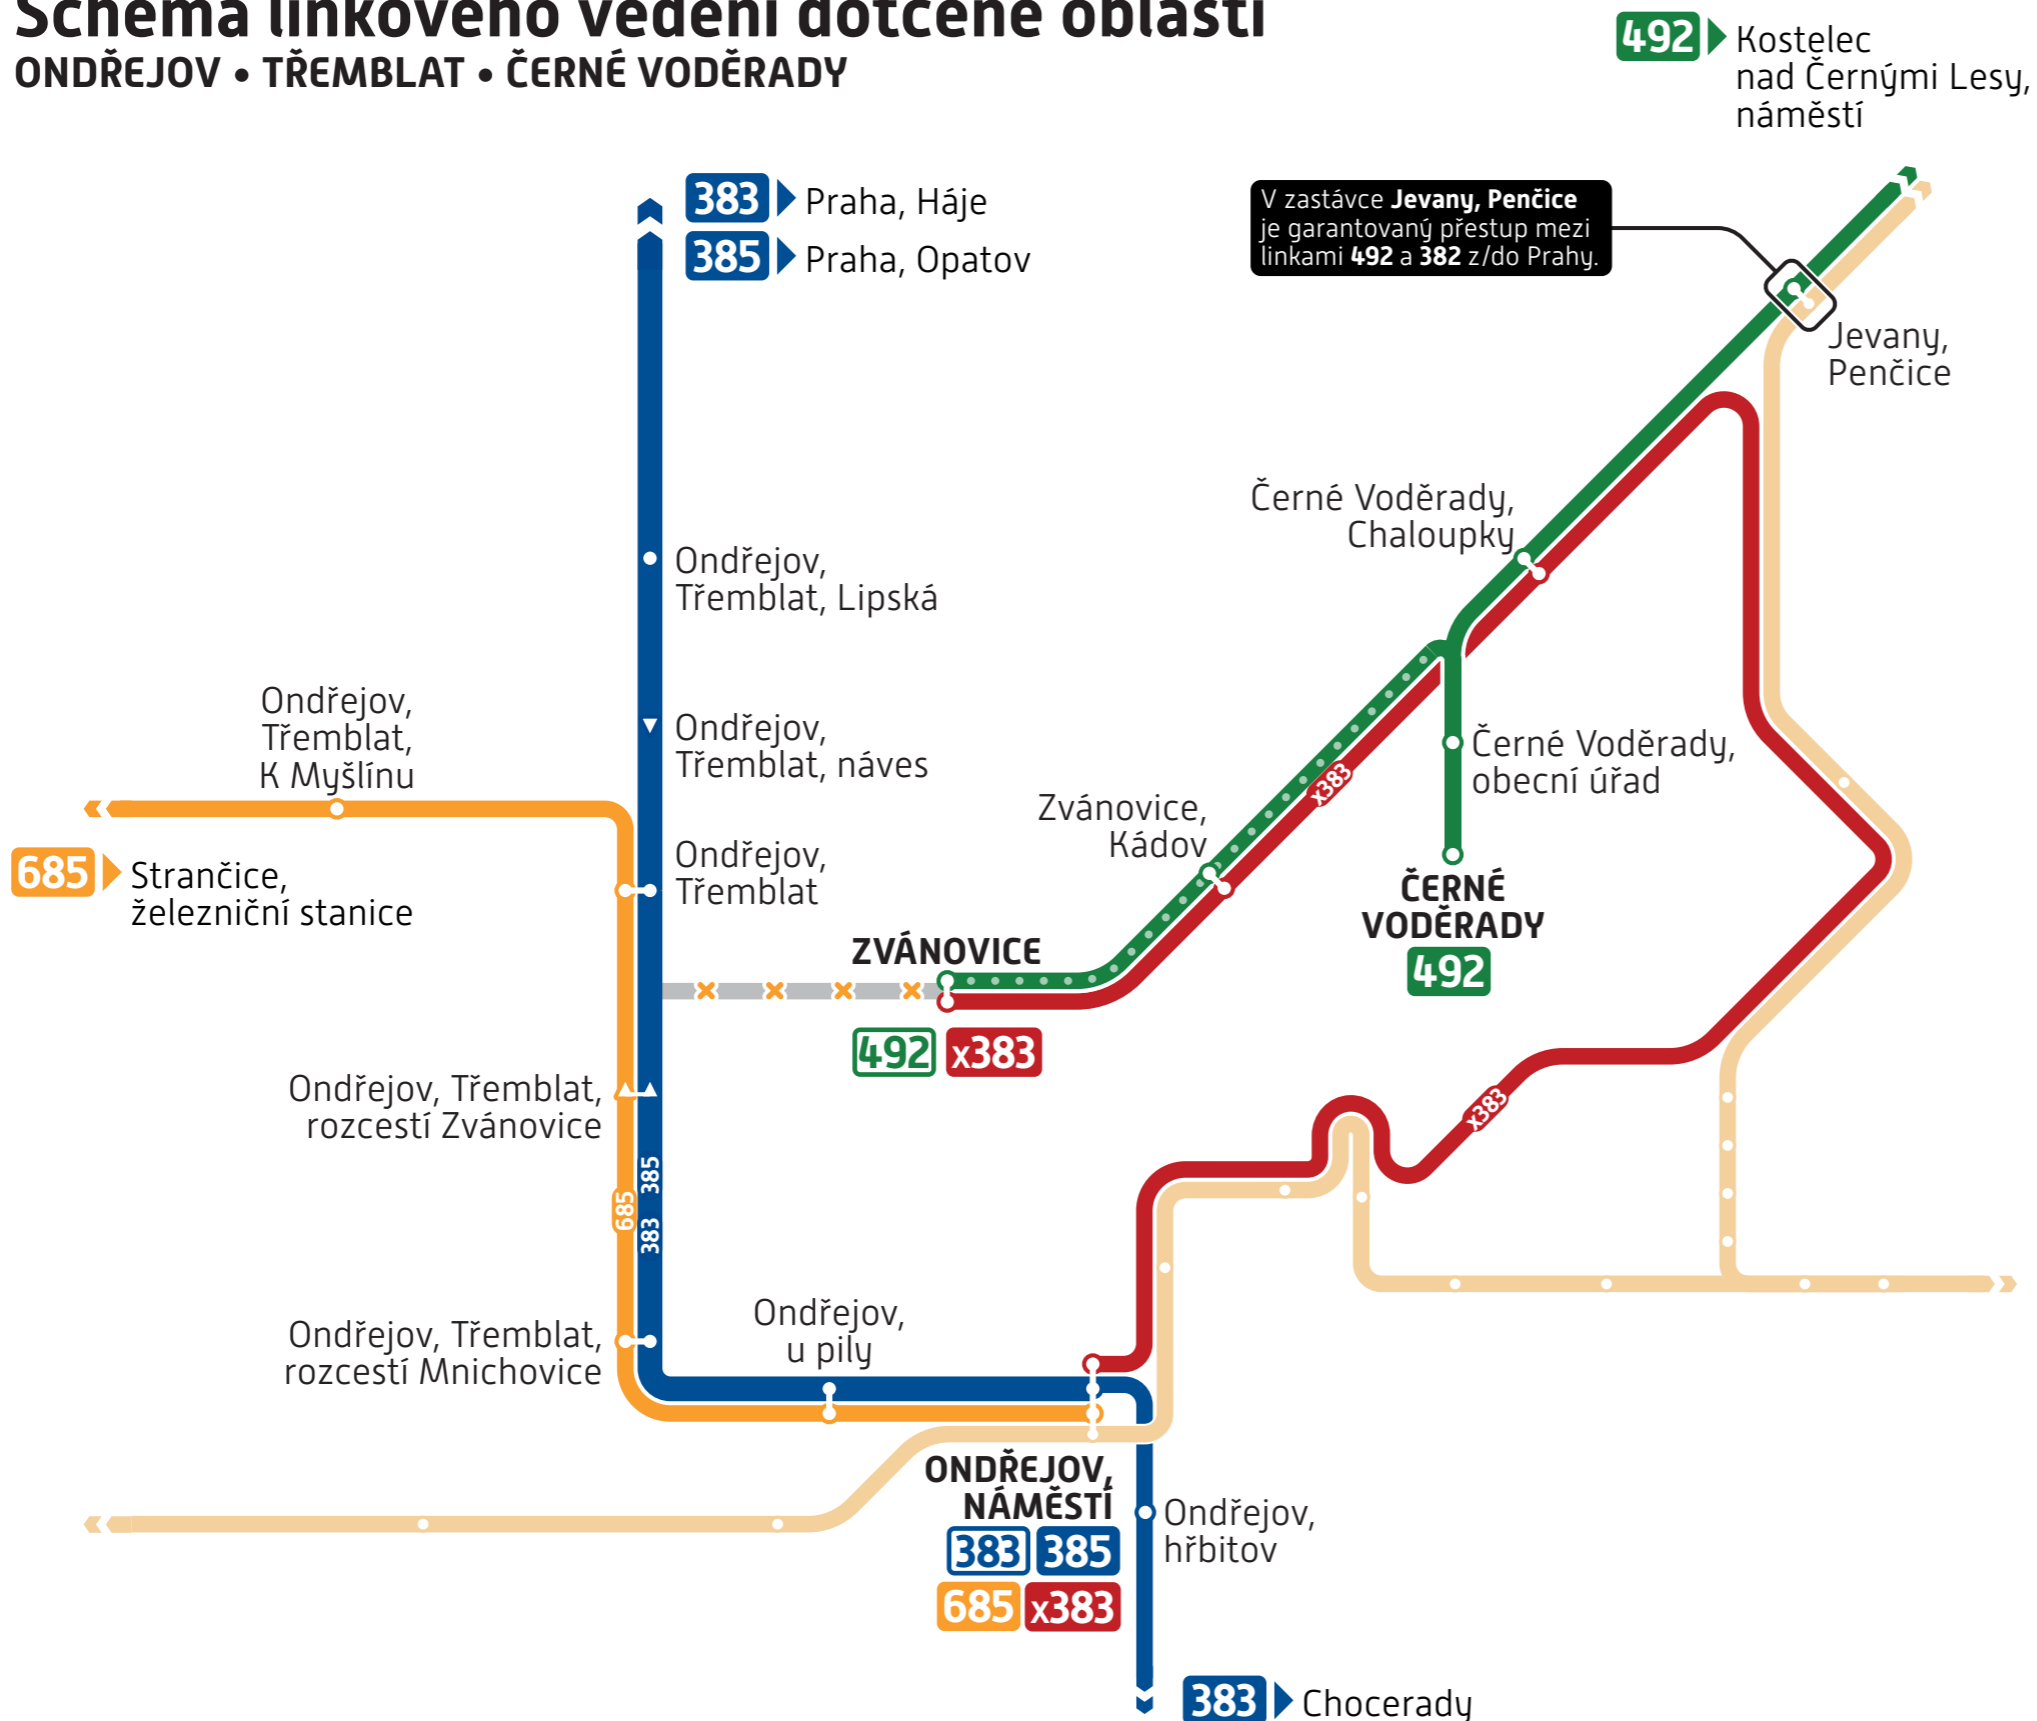 Schéma linkového vedení dotčené oblasti
ONDŘEJOV • TŘEMBLAT • ČERNÉ VODĚRADY
492 Kostelec
nad Černými Lesy,
náměstí
383 Praha, Háje
385 Praha, Opatov
V zastávce Jevany, Penčice
je garantovaný přestup mezi
linkami 492 a 382 z/do Prahy.
Jevany,
Penčice
Černé Voděrady,
Chaloupky
Ondřejov,
Třemblat, Lipská
Ondřejov,
Třemblat,
K Myšlínu
Ondřejov,
Třemblat, náves
Černé Voděrady,
obecní úřad
x383
Zvánovice,
Kádov
Ondřejov,
Třemblat
685 Strančice,
železniční stanice
ČERNÉ
VODĚRADY
492
ZVÁNOVICE
492 x383
Ondřejov, Třemblat,
rozcestí Zvánovice
x383
385
685
383
Ondřejov,
u pily
Ondřejov, Třemblat,
rozcestí Mnichovice
ONDŘEJOV,
NÁMĚSTÍ
383 385
685 x383
Ondřejov,
hřbitov
383 Chocerady